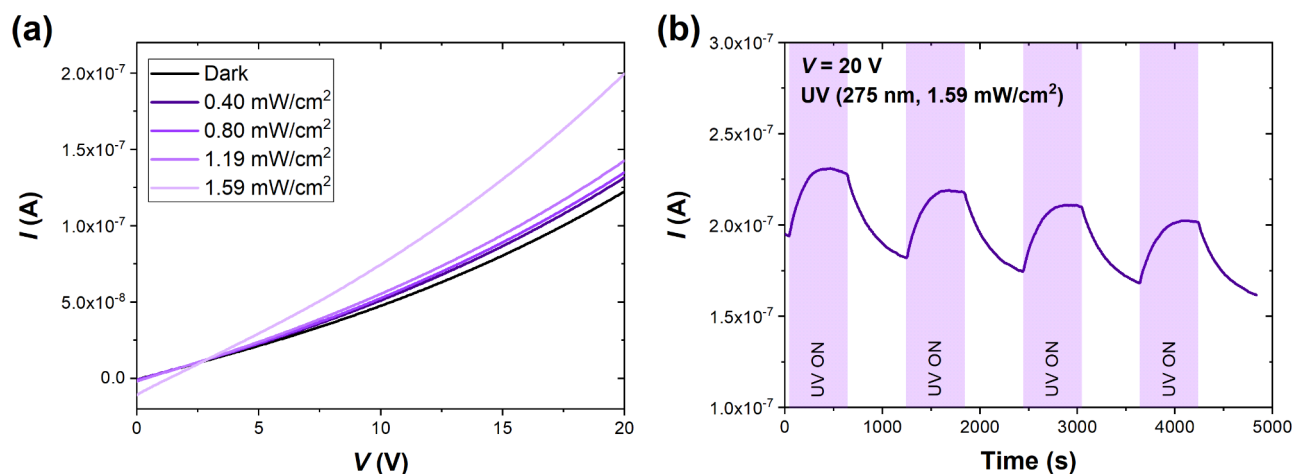 (a)
I (A)
2.0x10⁻⁷
1.5x10⁻⁷
1.0x10⁻⁷
5.0x10⁻⁸
0.0
Dark
0.40 mW/cm²
0.80 mW/cm²
1.19 mW/cm²
1.59 mW/cm²
0 5 10 15 20
V (V)
(b)
I (A)
3.0x10⁻⁷
2.5x10⁻⁷
2.0x10⁻⁷
1.5x10⁻⁷
1.0x10⁻⁷
V = 20 V
UV (275 nm, 1.59 mW/cm²)
UV ON
UV ON
UV ON
UV ON
0 1000 2000 3000 4000 5000
Time (s)